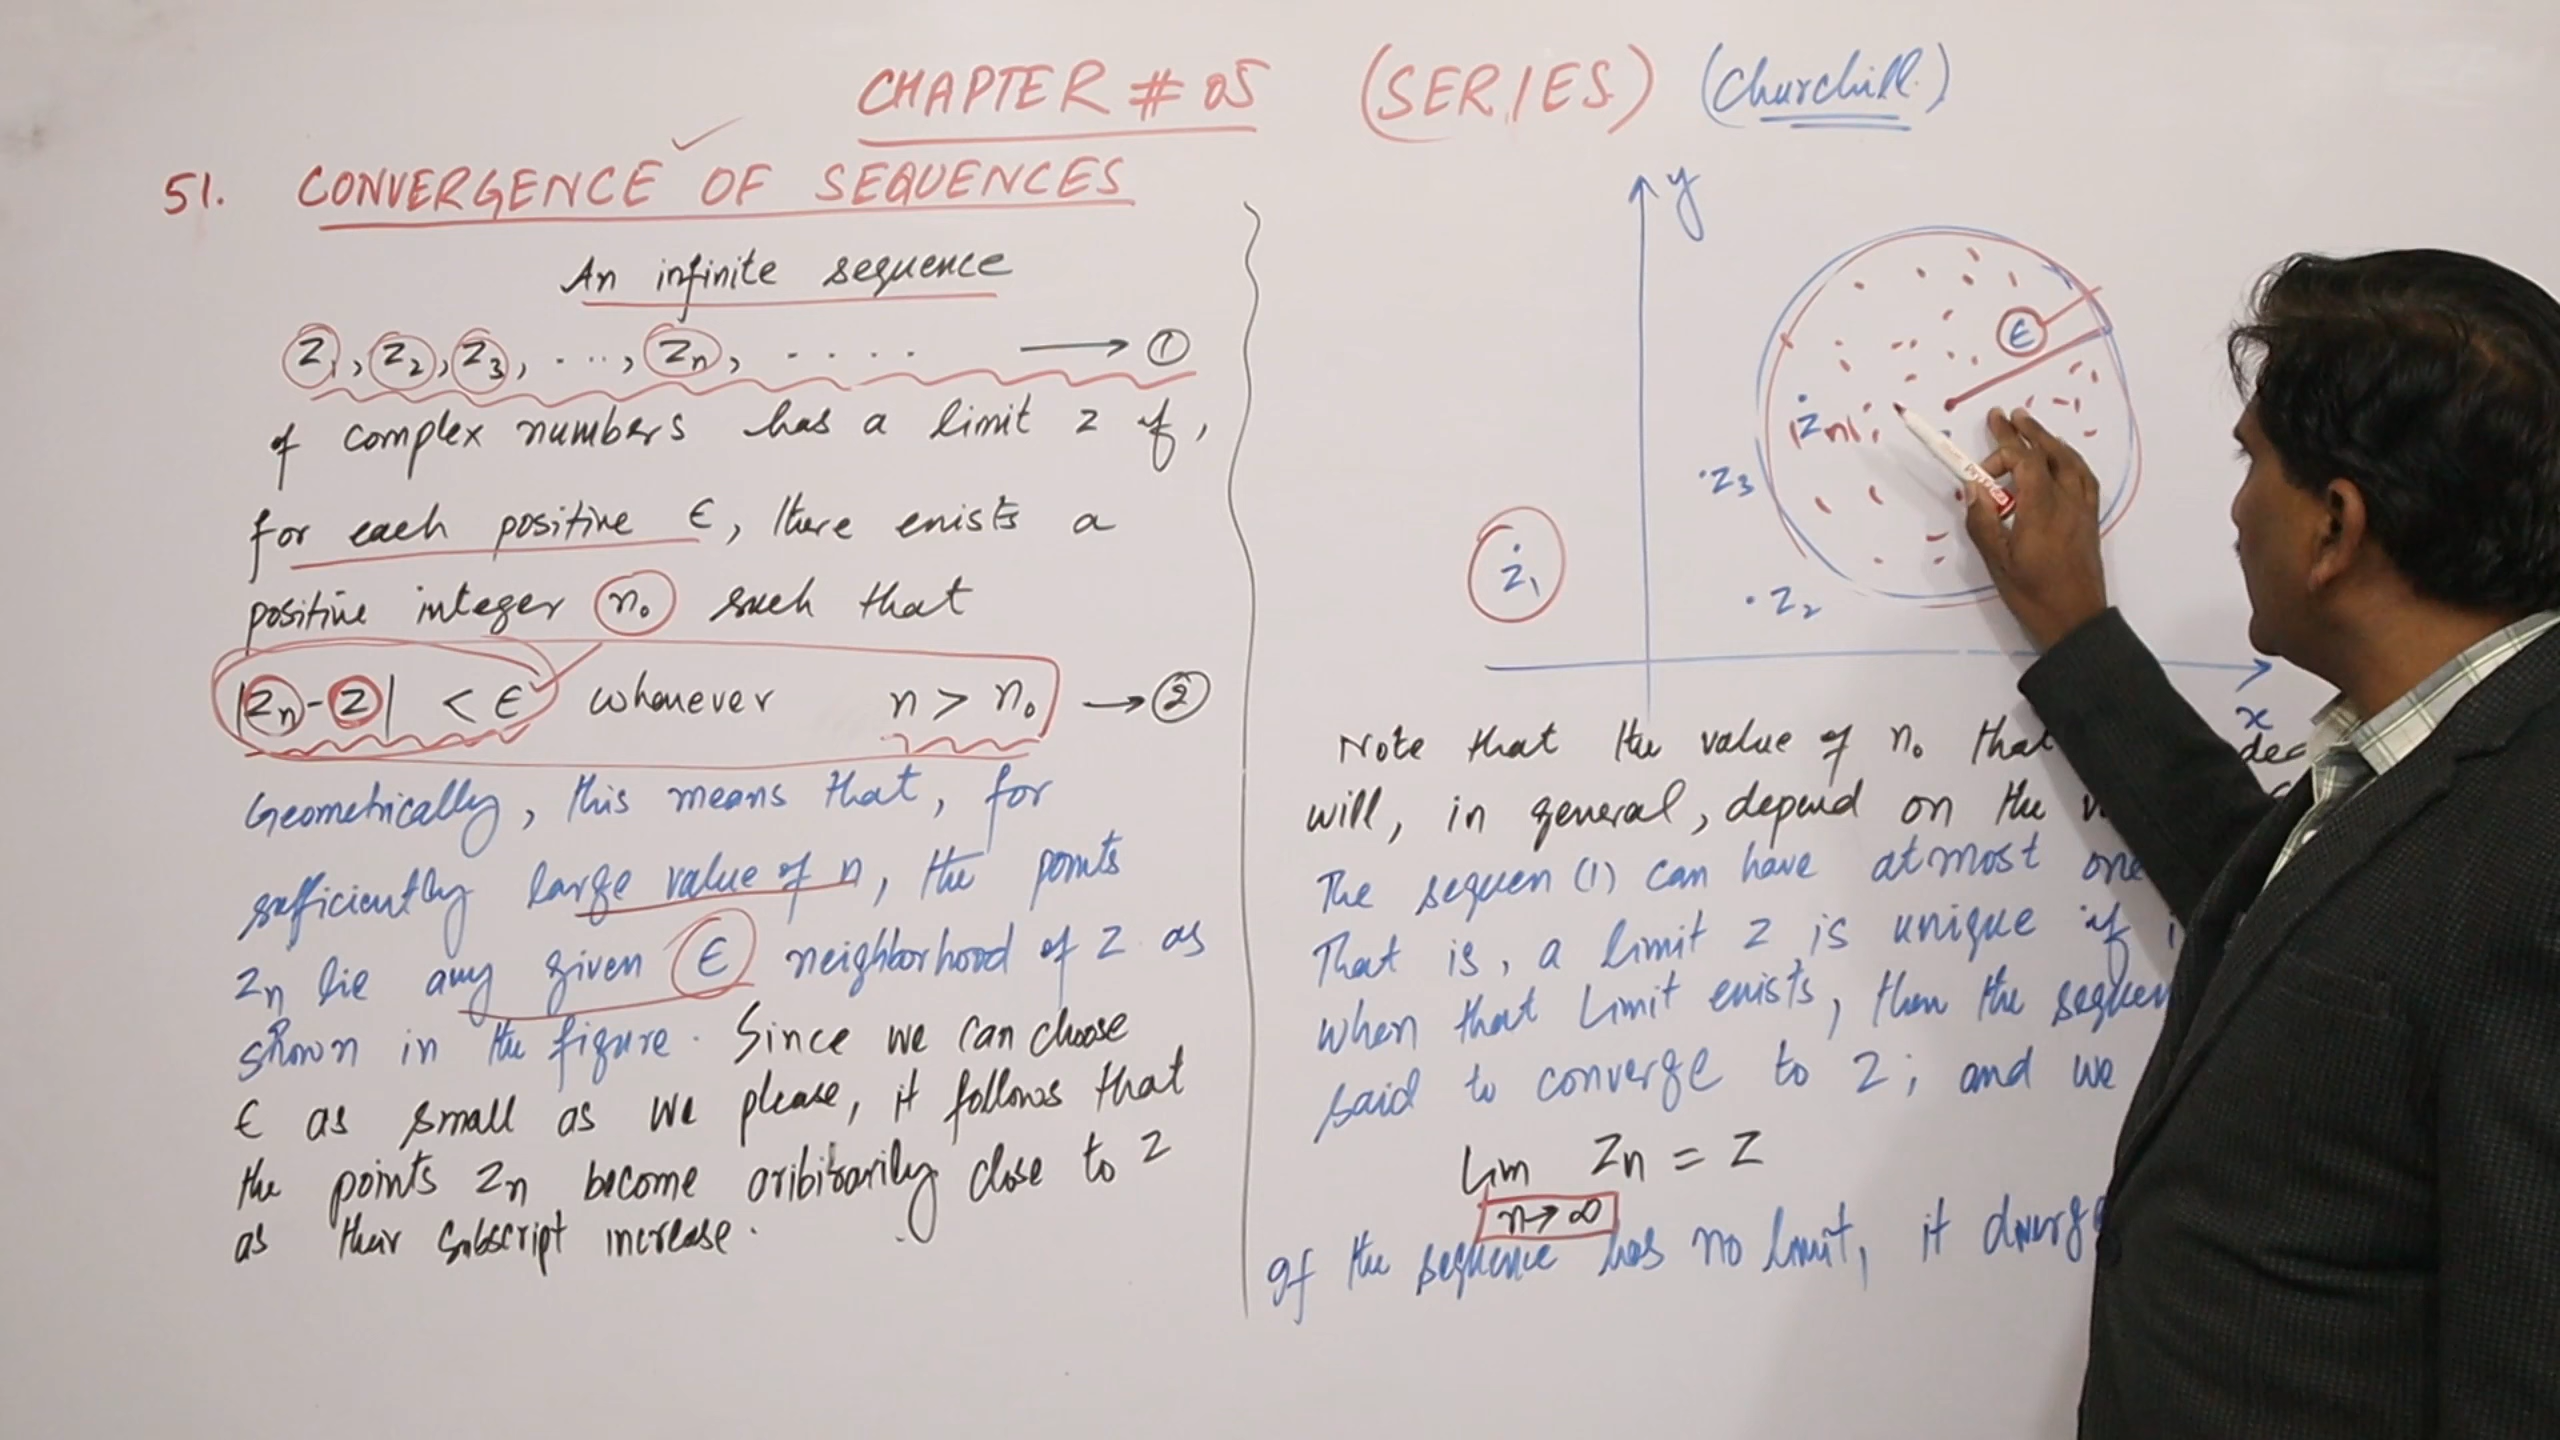 CHAPTER # 05 (SERIES) (Churchill)
51. CONVERGENCE OF SEQUENCES
An infinite sequence
z₁, z₂, z₃, ...., zₙ, ..... → ①
of complex numbers has a limit z if,
for each positive ε, there exists a
positive integer n₀ such that
|zₙ - z| < ε whenever n > n₀ → ②
Geometrically, this means that, for
sufficiently large value of n, the points
zₙ lie any given ε neighborhood of z as
shown in the figure. Since we can choose
ε as small as we please, it follows that
the points zₙ become aribitrarily close to z
as their subscript increase.
y
ε
zₙ
z₃
z₁
z₂
x
Note that the value of n₀ that
will, in general, depend on the
The sequen (1) can have atmost one
That is, a limit z is unique if
when that limit exists, then the sequen
said to converge to z; and we
Lim zₙ = z
n→∞
If the sequence has no limit, it diverge